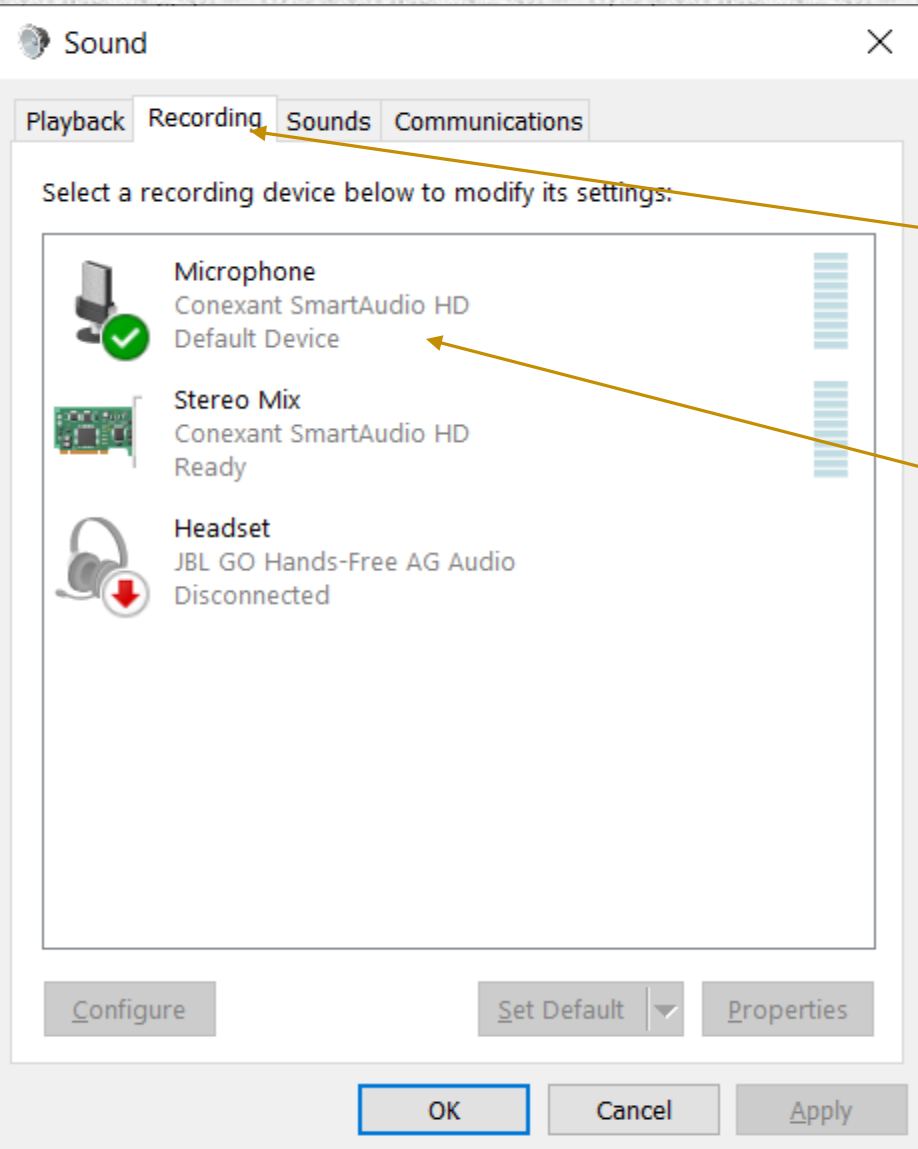 Sound
Playback Recording Sounds Communications
Select a recording device below to modify its settings:
Microphone
Conexant SmartAudio HD
Default Device
Stereo Mix
Conexant SmartAudio HD
Ready
Headset
JBL GO Hands-Free AG Audio
Disconnected
Configure Set Default Properties
OK Cancel Apply